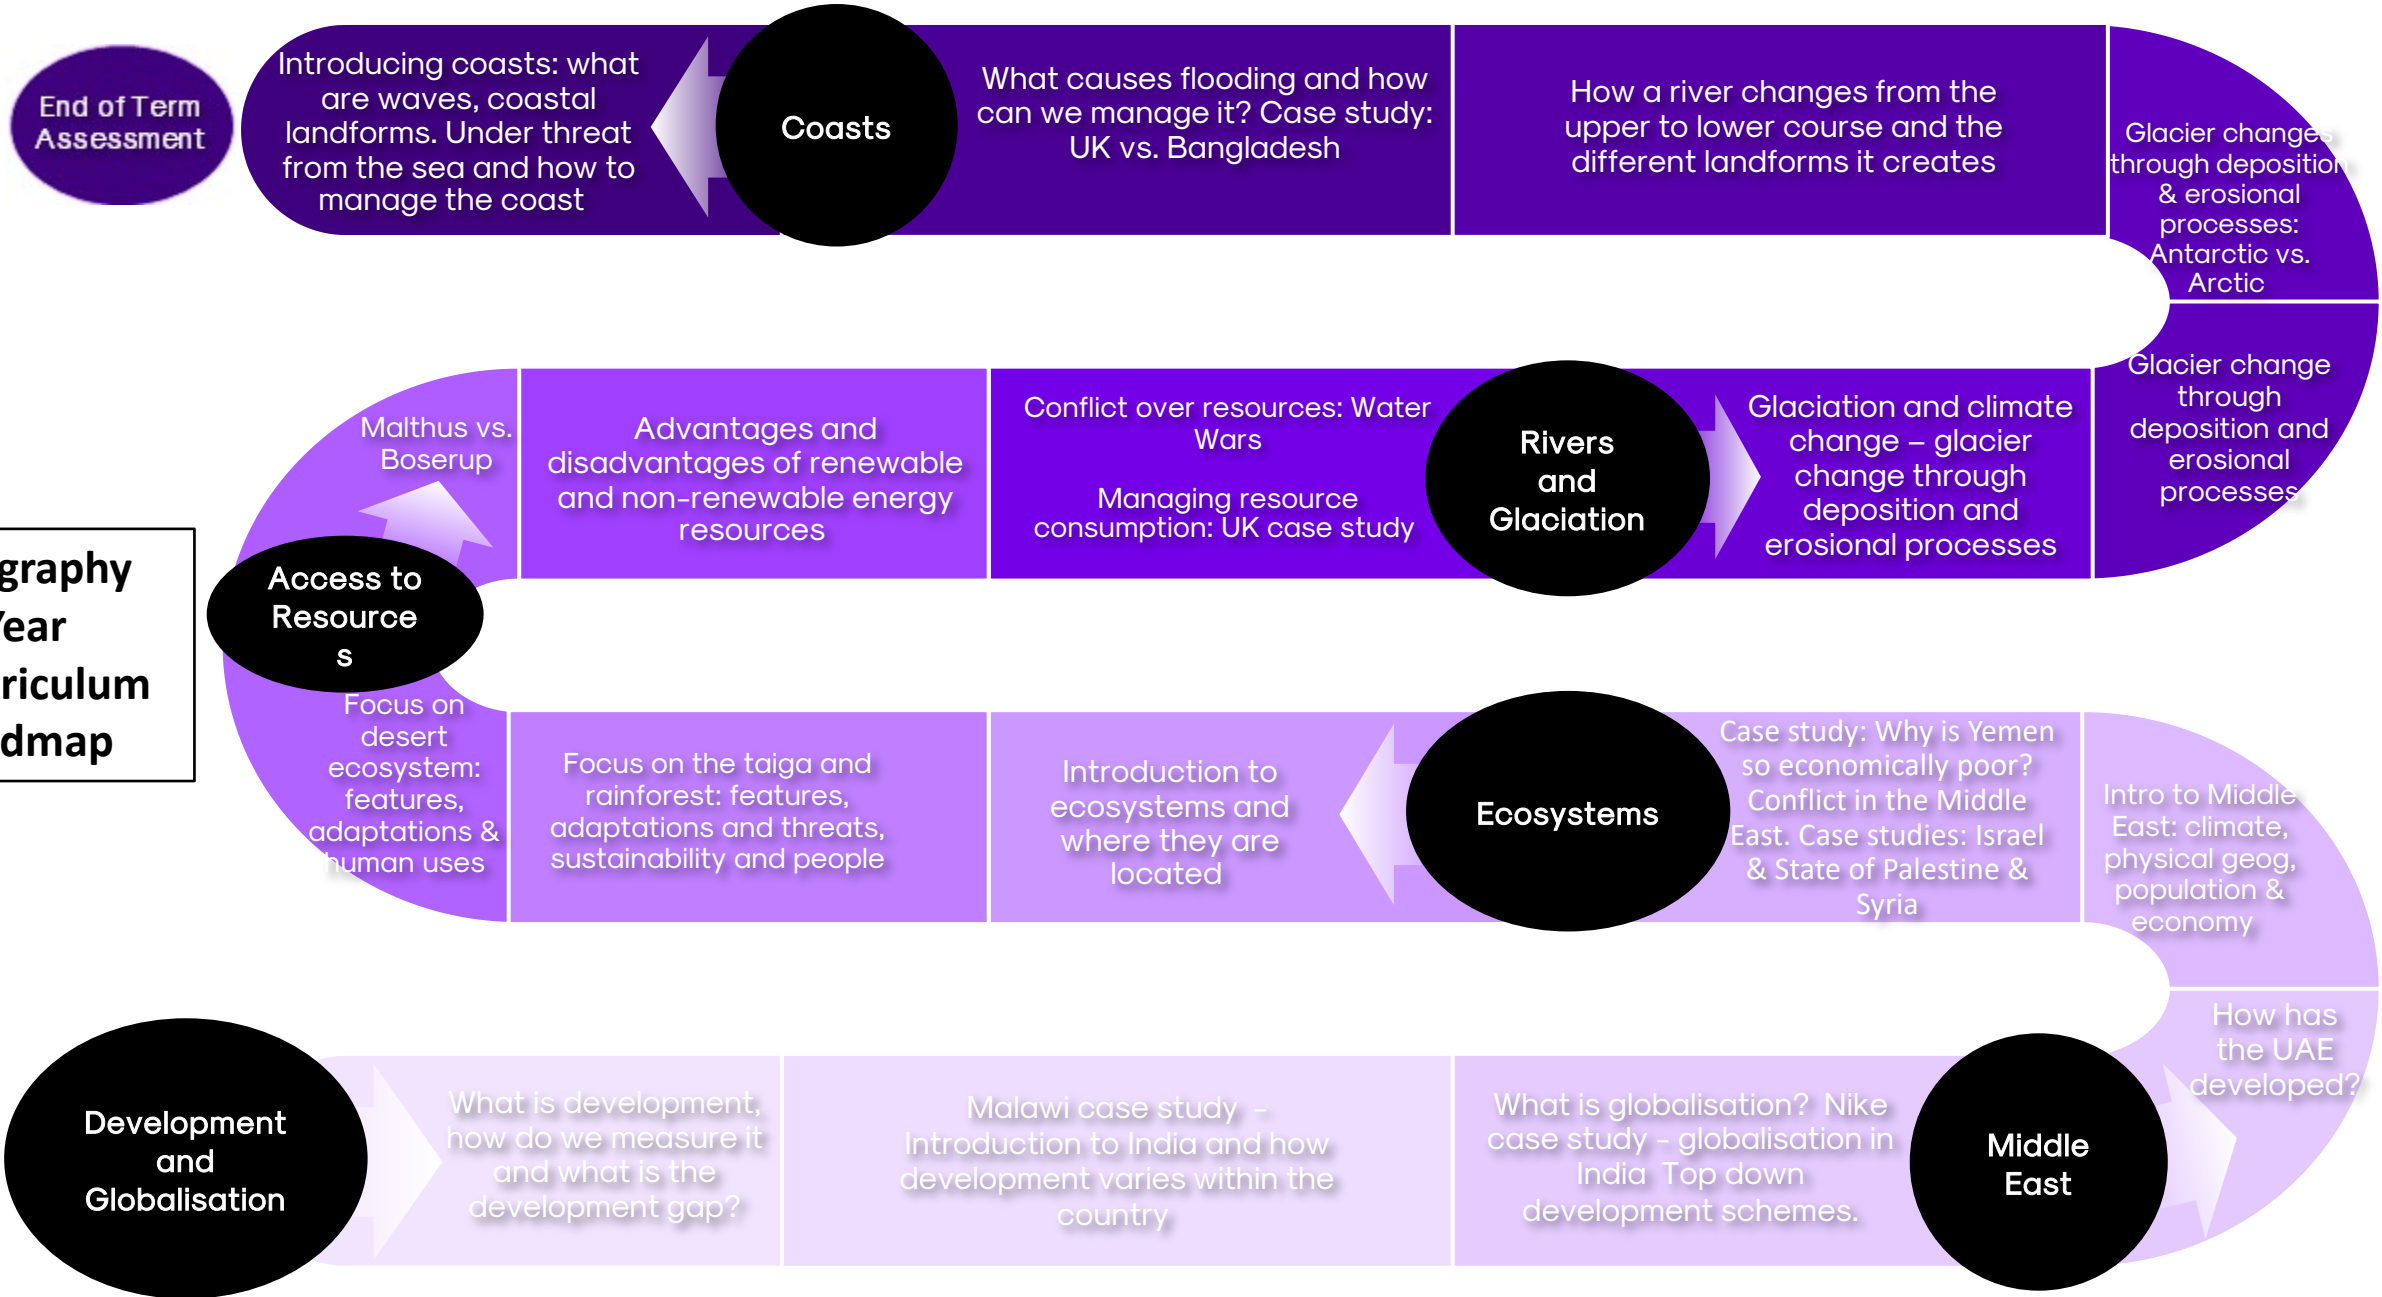 End of Term
Assessment
Introducing coasts: what
are waves, coastal
landforms. Under threat
from the sea and how to
manage the coast
Coasts
What causes flooding and how
can we manage it? Case study:
UK vs. Bangladesh
How a river changes from the
upper to lower course and the
different landforms it creates
Glacier changes
through deposition
& erosional
processes:
Antarctic vs.
Arctic
Malthus vs.
Boserup
Advantages and
disadvantages of renewable
and non-renewable energy
resources
Conflict over resources: Water
Wars
Managing resource
consumption: UK case study
Rivers
and
Glaciation
Glaciation and climate
change – glacier
change through
deposition and
erosional processes
Glacier change
through
deposition and
erosional
processes
graphy
Year
riculum
dmap
Access to
Resource
s
Focus on
desert
ecosystem:
features,
adaptations &
human uses
Focus on the taiga and
rainforest: features,
adaptations and threats,
sustainability and people
Introduction to
ecosystems and
where they are
located
Ecosystems
Case study: Why is Yemen
so economically poor?
Conflict in the Middle
East. Case studies: Israel
& State of Palestine &
Syria
Intro to Middle
East: climate,
physical geog,
population &
economy
Development
and
Globalisation
What is development,
how do we measure it
and what is the
development gap?
Malawi case study -
Introduction to India and how
development varies within the
country
What is globalisation? Nike
case study - globalisation in
India Top down
development schemes.
Middle
East
How has
the UAE
developed?